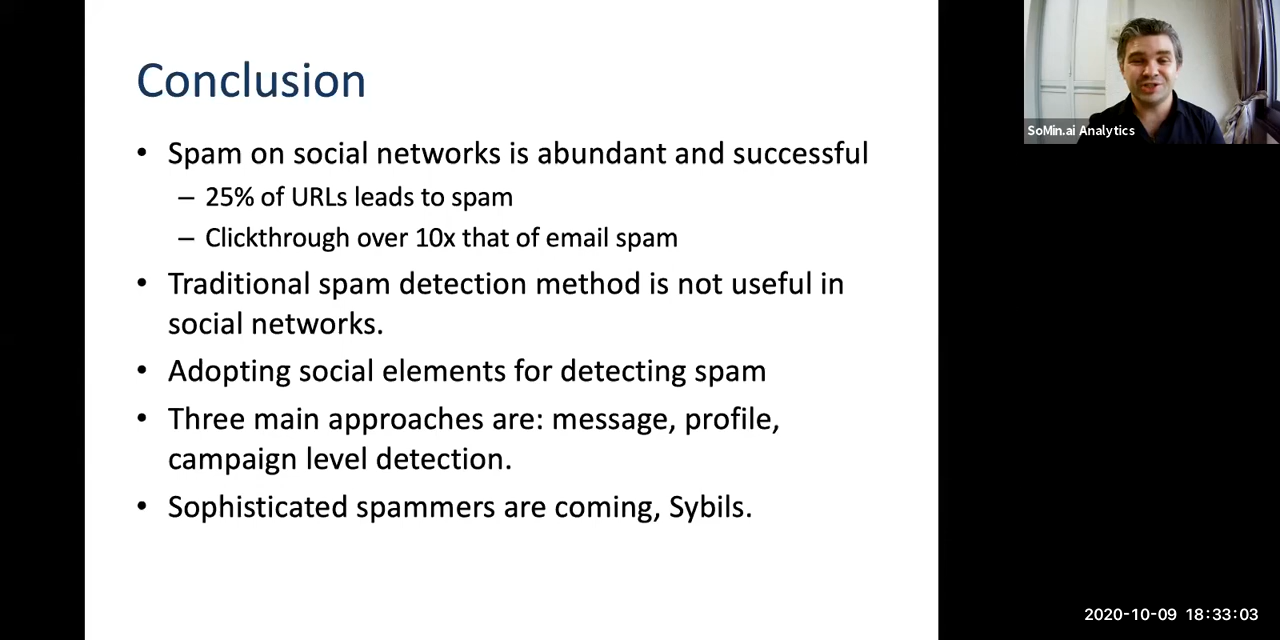 Conclusion
• Spam on social networks is abundant and successful
– 25% of URLs leads to spam
– Clickthrough over 10x that of email spam
• Traditional spam detection method is not useful in
social networks.
• Adopting social elements for detecting spam
• Three main approaches are: message, profile,
campaign level detection.
• Sophisticated spammers are coming, Sybils.
SoMin.ai Analytics
2020-10-09 18:33:03